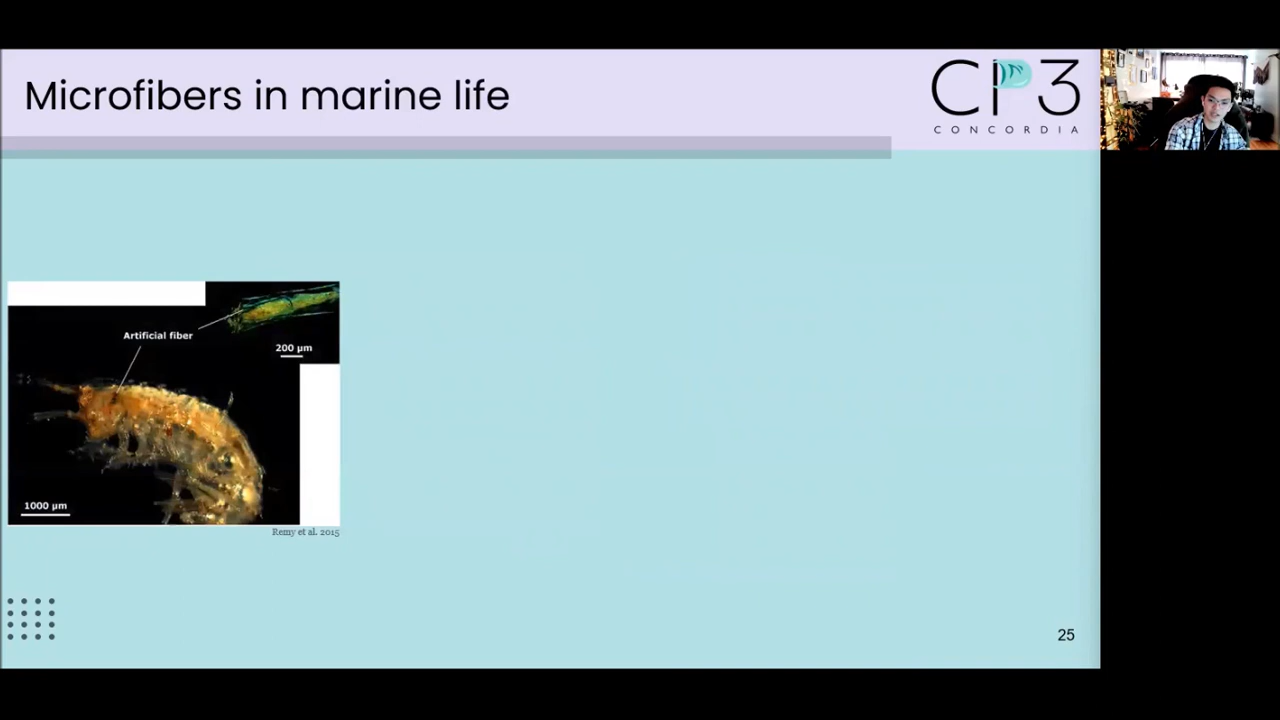 Microfibers in marine life
CP3
CONCORDIA
Artificial fiber
200 µm
1000 µm
Remy et al. 2015
25